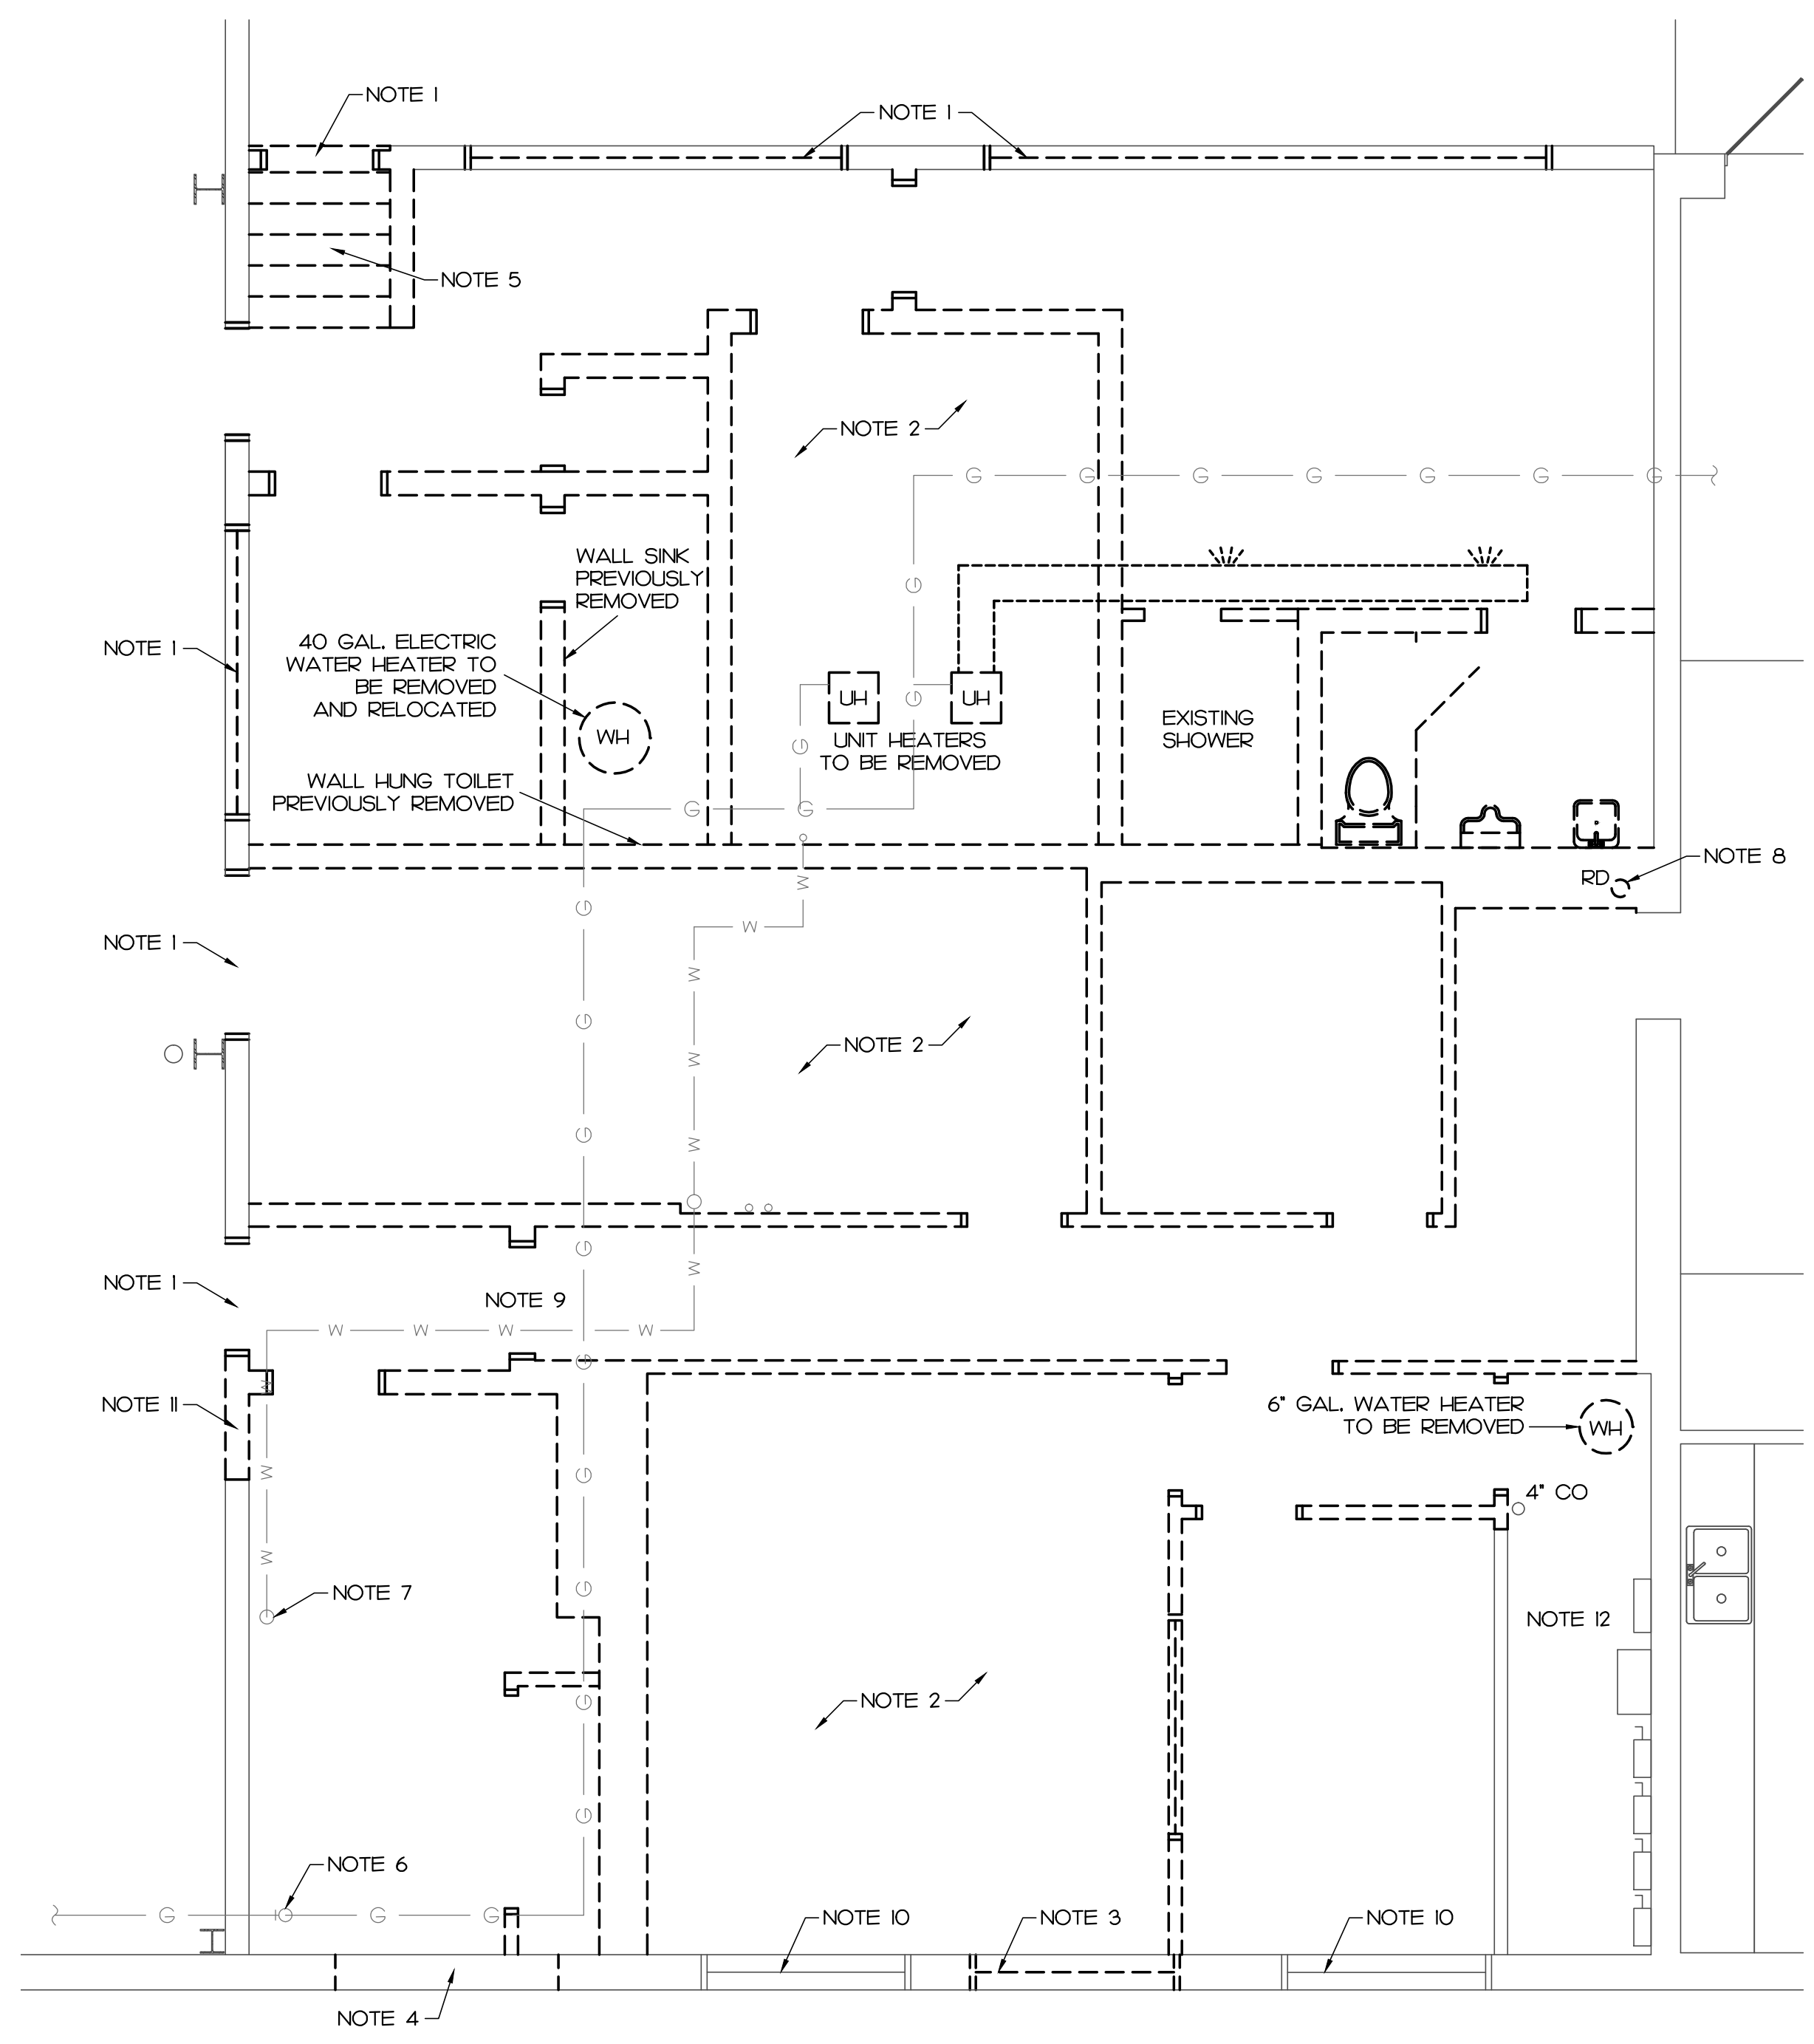 NOTE 1
NOTE 1
NOTE 5
NOTE 2
G G G G G G G
WALL SINK
PREVIOUSLY
REMOVED
G
40 GAL. ELECTRIC
WATER HEATER TO
BE REMOVED
AND RELOCATED
NOTE 1
WH
UH
G
UH
EXISTING
SHOWER
G
UNIT HEATERS
TO BE REMOVED
WALL HUNG TOILET
PREVIOUSLY REMOVED
G G
NOTE 8
RD
W
G
W
NOTE 1
W
G
NOTE 2
W
G
W
G
W
NOTE 1
NOTE 9
W W W W
G
W
NOTE 11
6" GAL. WATER HEATER
TO BE REMOVED
WH
W
G
4" CO
W
G
NOTE 7
NOTE 12
NOTE 2
G
G
NOTE 6
G G G
NOTE 10
NOTE 3
NOTE 10
NOTE 4